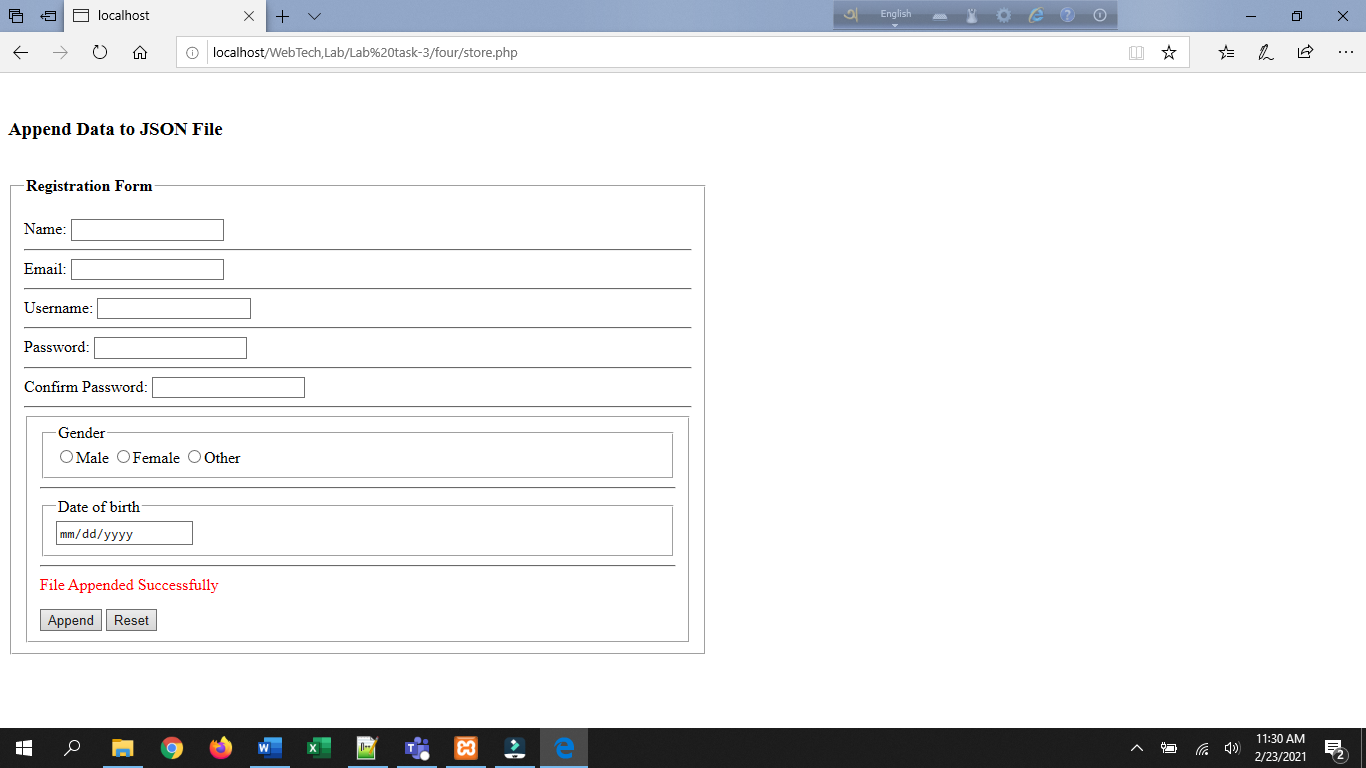 localhost
English
localhost/WebTech,Lab/Lab%20task-3/four/store.php
Append Data to JSON File
Registration Form
Name:
Email:
Username:
Password:
Confirm Password:
Gender
Male Female Other
Date of birth
mm/dd/yyyy
File Appended Successfully
Append Reset
11:30 AM
2/23/2021
2